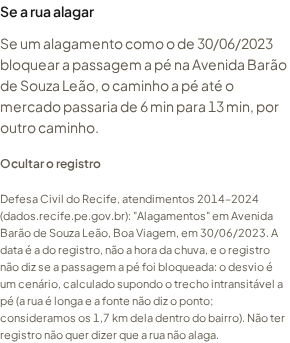 Se a rua alagar
Se um alagamento como o de 30/06/2023
bloquear a passagem a pé na Avenida Barão
de Souza Leão, o caminho a pé até o
mercado passaria de 6 min para 13 min, por
outro caminho.
Ocultar o registro
Defesa Civil do Recife, atendimentos 2014–2024
(dados.recife.pe.gov.br): "Alagamentos" em Avenida
Barão de Souza Leão, Boa Viagem, em 30/06/2023. A
data é a do registro, não a hora da chuva, e o registro
não diz se a passagem a pé foi bloqueada: o desvio é
um cenário, calculado supondo o trecho intransitável a
pé (a rua é longa e a fonte não diz o ponto;
consideramos os 1,7 km dela dentro do bairro). Não ter
registro não quer dizer que a rua não alaga.